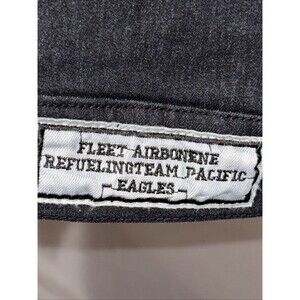 FLEET AIRBONENE
REFUELINGTEAM PACIFIC
-EAGLES-